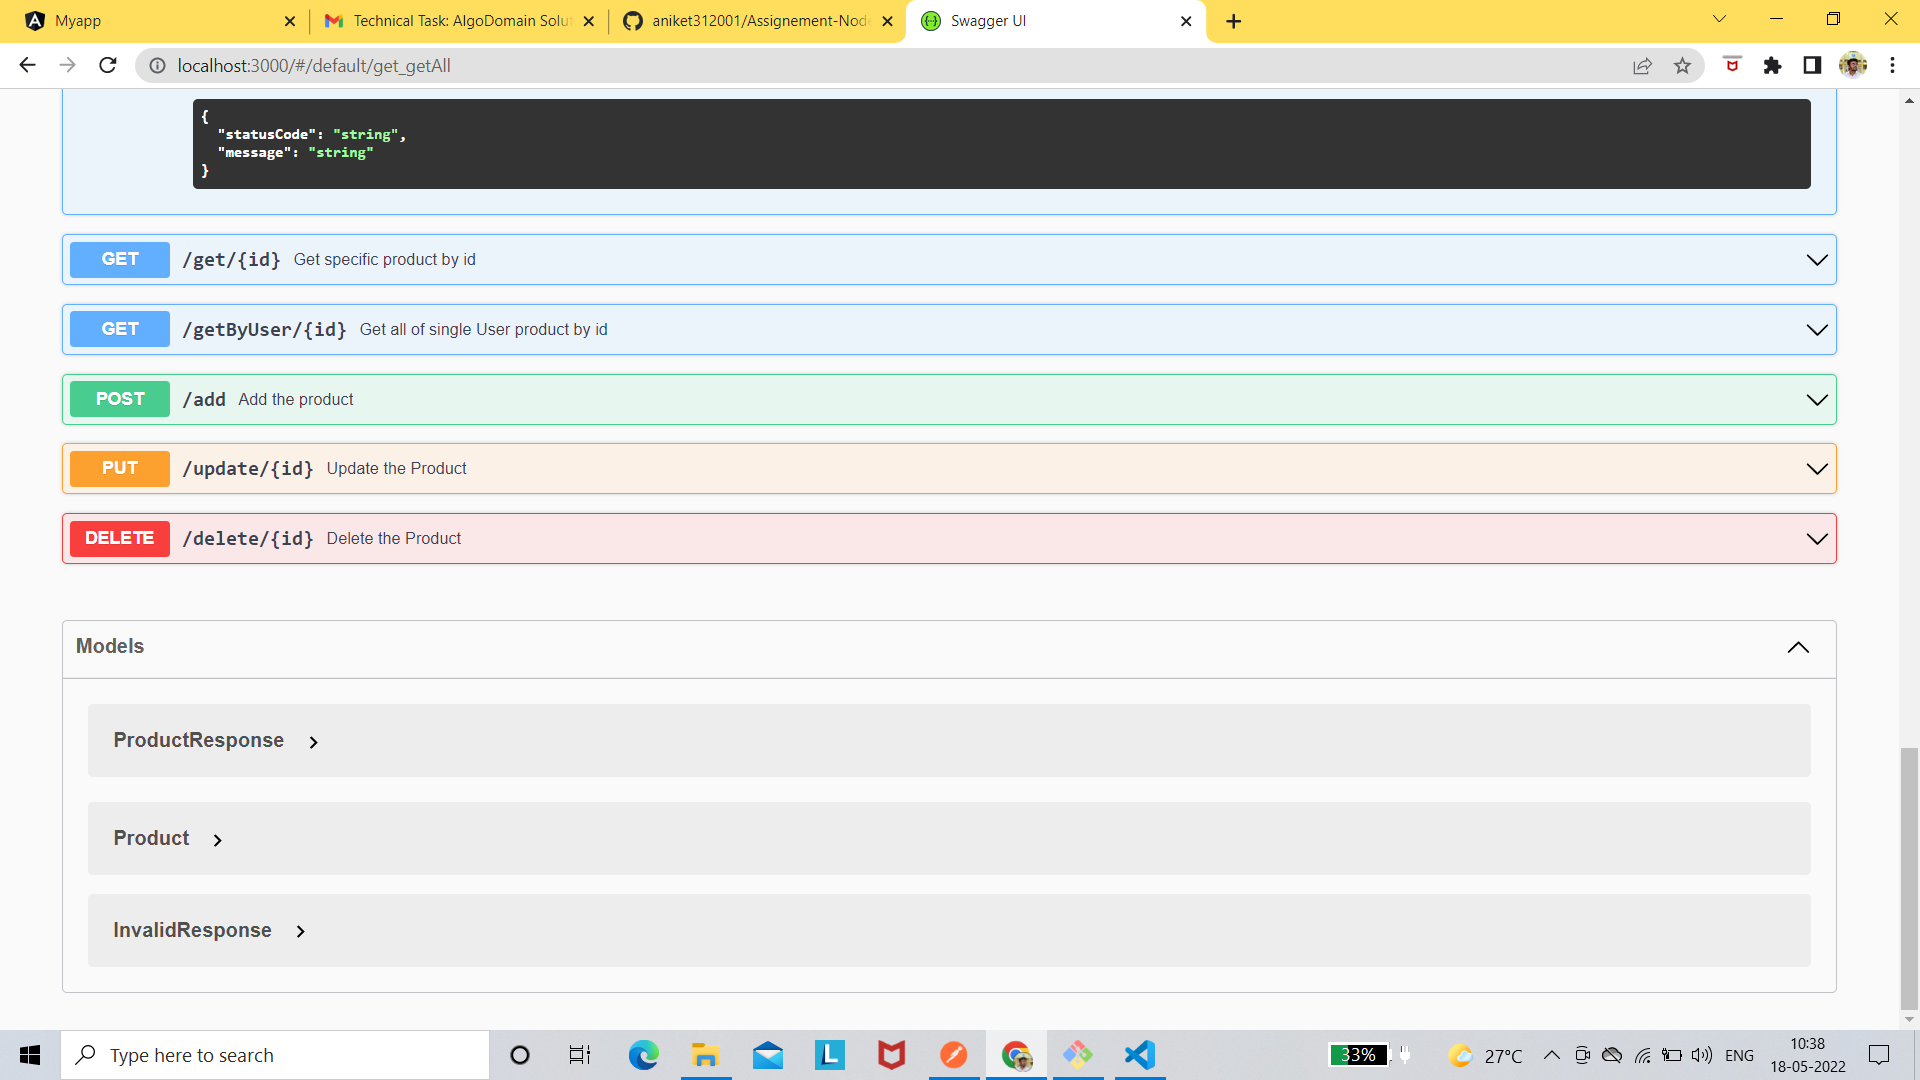 Myapp
Technical Task: AlgoDomain Solut
aniket312001/Assignement-Node
Swagger UI
localhost:3000/#/default/get_getAll
{
"statusCode": "string",
"message": "string"
}
GET /get/{id} Get specific product by id
GET /getByUser/{id} Get all of single User product by id
POST /add Add the product
PUT /update/{id} Update the Product
DELETE /delete/{id} Delete the Product
Models
ProductResponse
Product
InvalidResponse
Type here to search
L
33%
27°C
ENG
10:38
18-05-2022